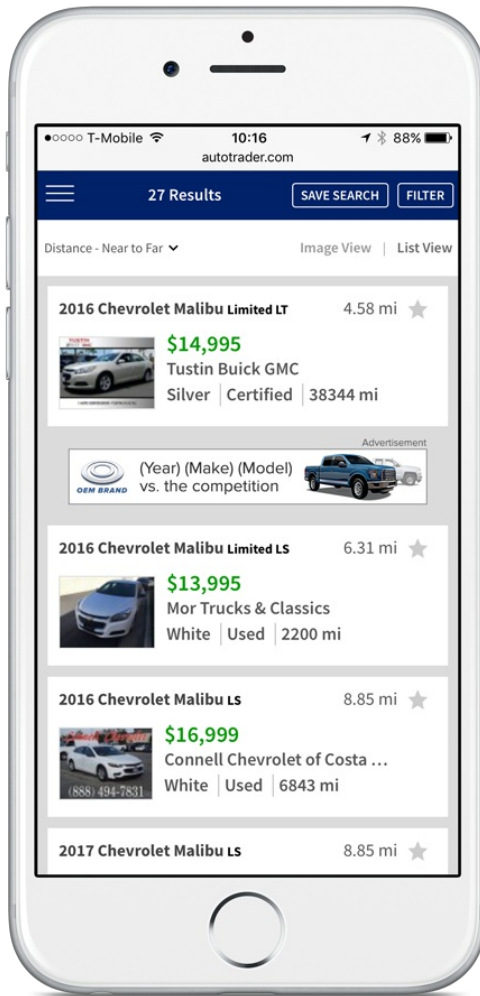 T-Mobile 10:16 88%
autotrader.com
27 Results SAVE SEARCH FILTER
Distance - Near to Far Image View | List View
2016 Chevrolet Malibu Limited LT 4.58 mi
TUSTIN
$14,995
Tustin Buick GMC
Silver | Certified | 38344 mi
Advertisement
OEM BRAND
(Year) (Make) (Model)
vs. the competition
2016 Chevrolet Malibu Limited LS 6.31 mi
$13,995
Mor Trucks & Classics
White | Used | 2200 mi
2016 Chevrolet Malibu LS 8.85 mi
(888) 494-7831
$16,999
Connell Chevrolet of Costa ...
White | Used | 6843 mi
2017 Chevrolet Malibu LS 8.85 mi